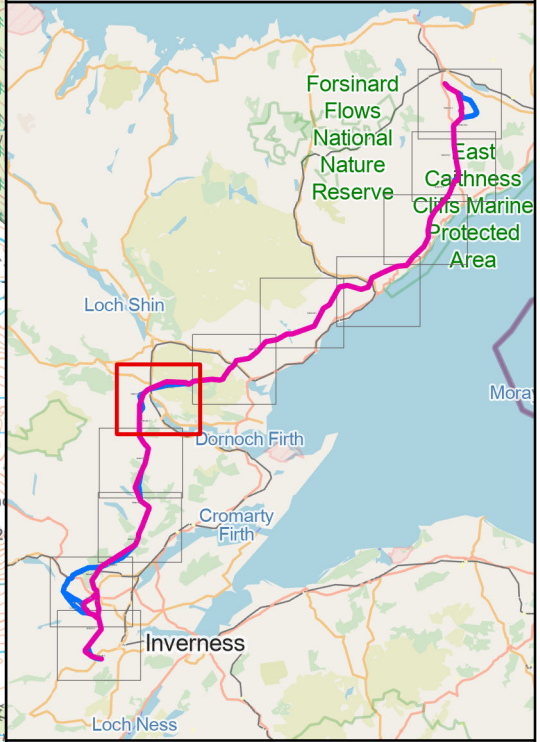 Forsinard
Flows
National
Nature
Reserve
East
Caithness
Cliffs Marine
Protected
Area
Loch Shin
Mora
Dornoch Firth
Cromarty
Firth
Inverness
Loch Ness